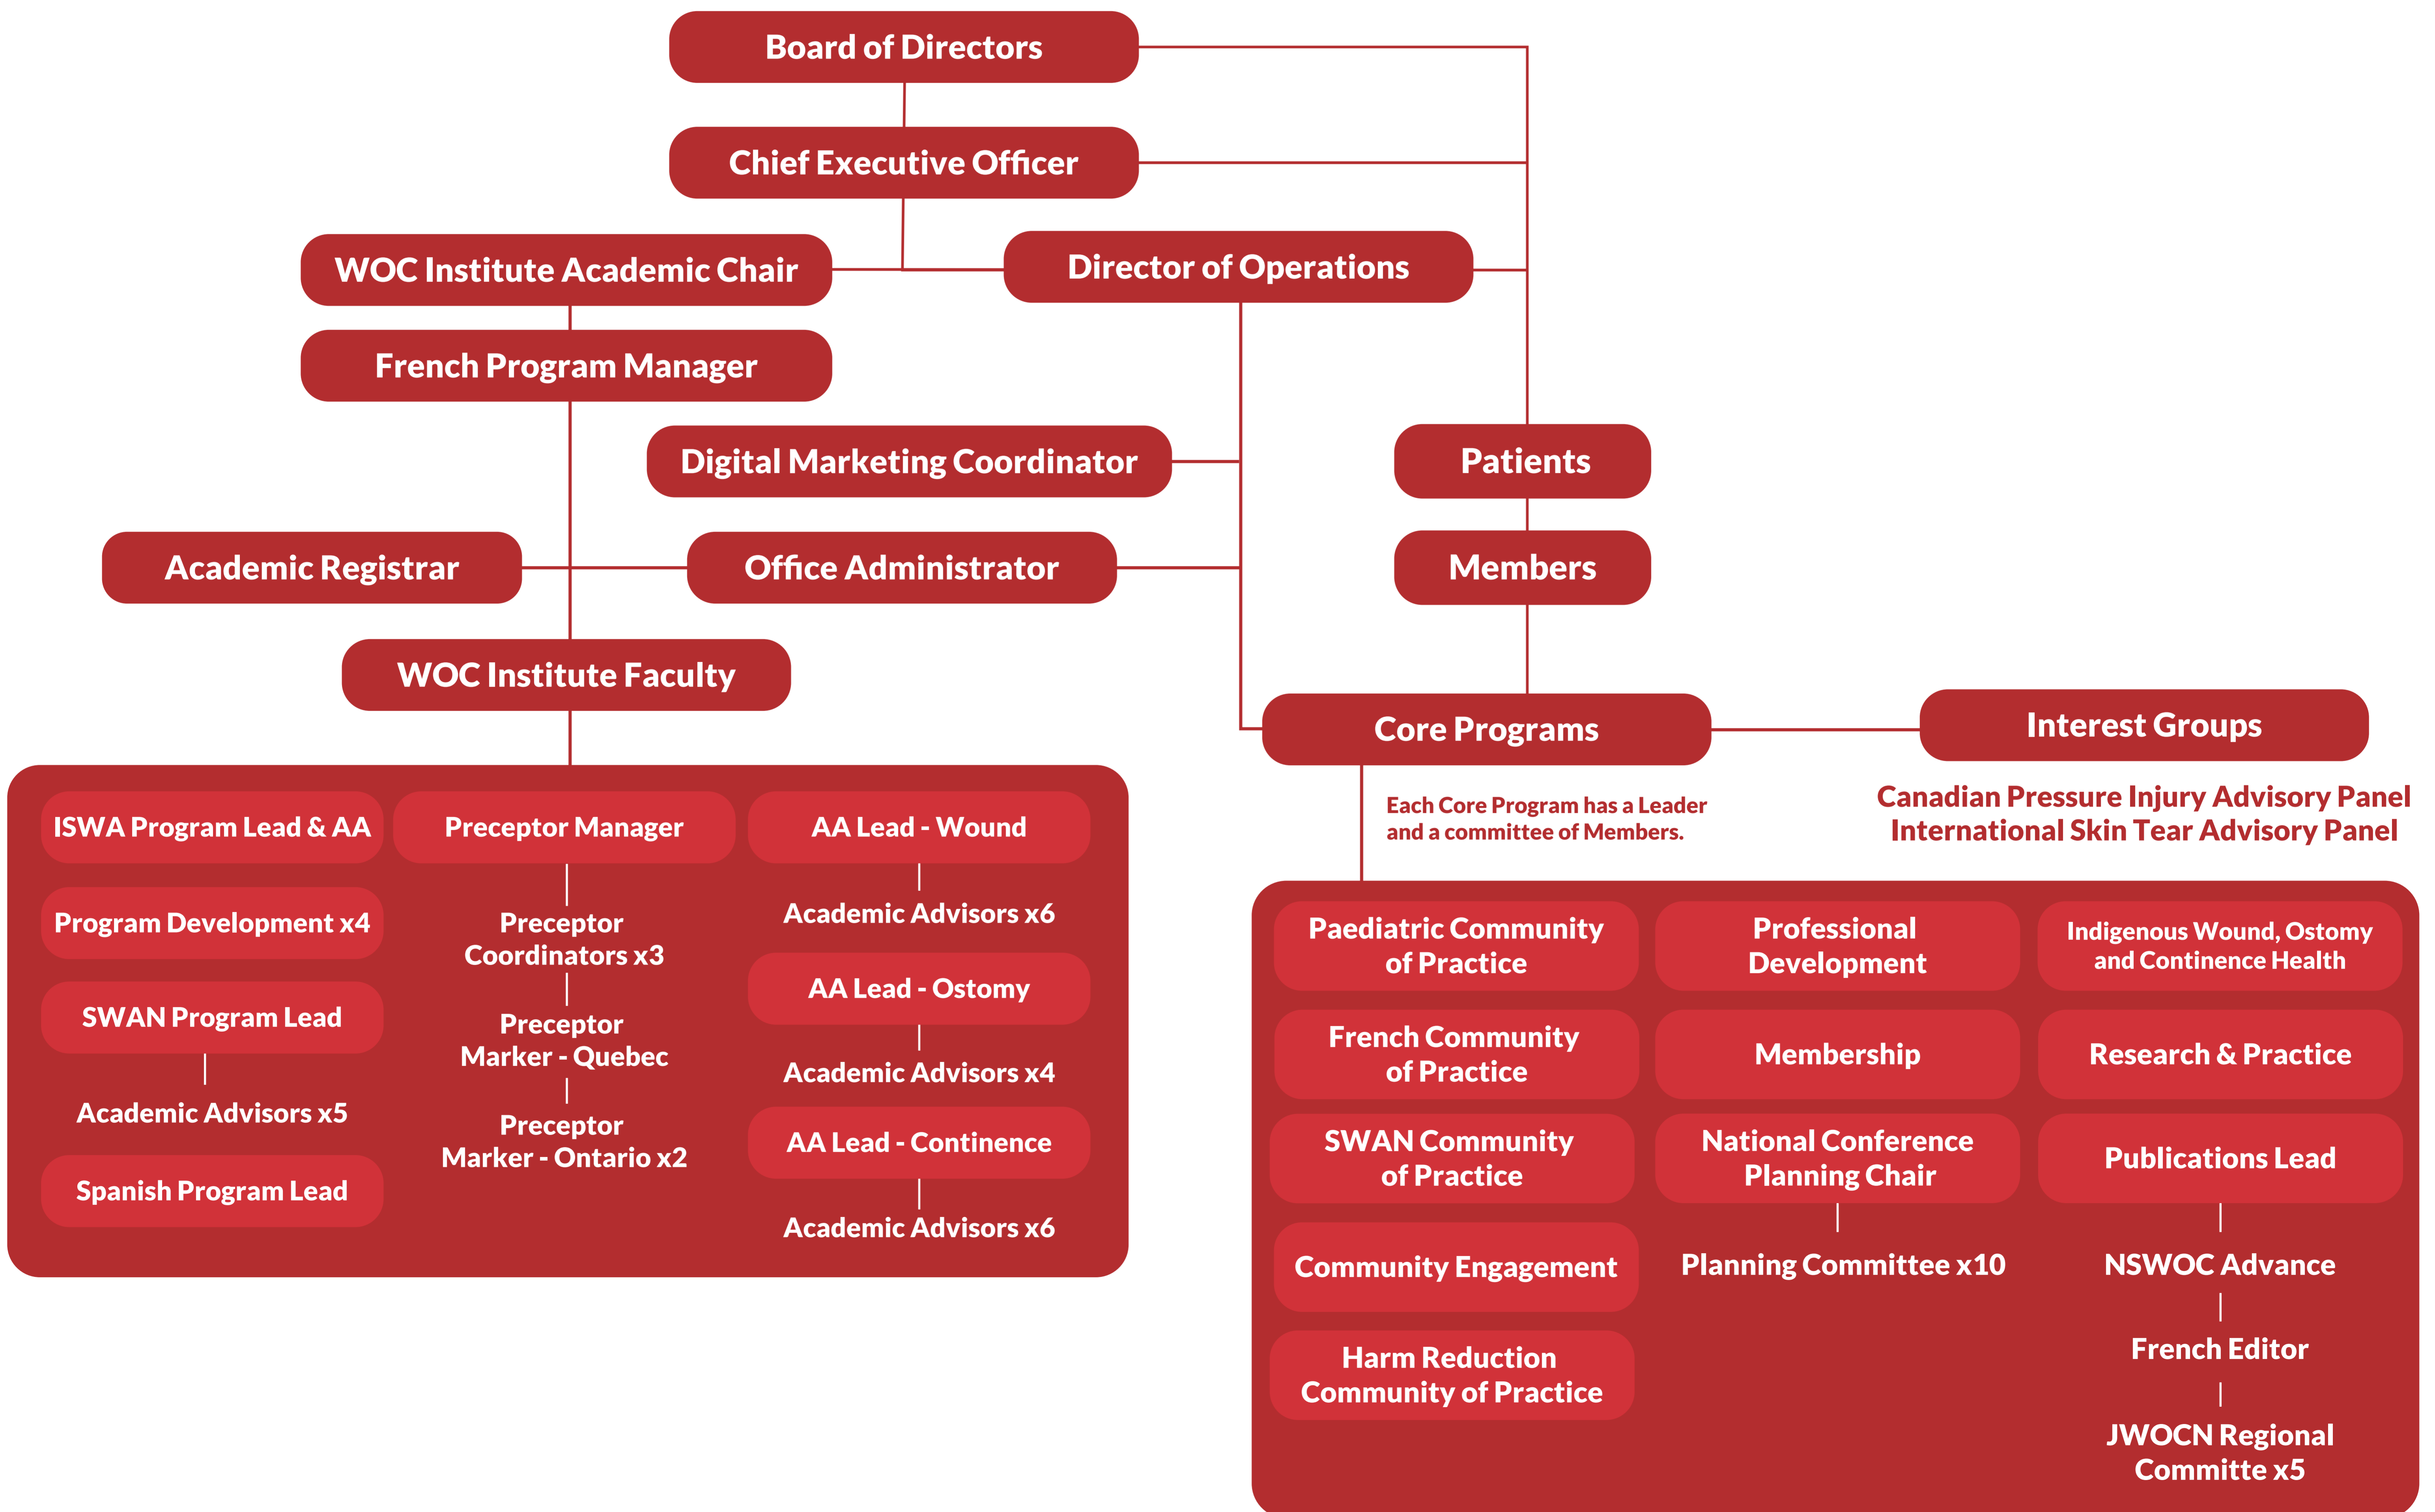 Board of Directors
Chief Executive Officer
WOC Institute Academic Chair
Director of Operations
French Program Manager
Digital Marketing Coordinator
Patients
Academic Registrar
Office Administrator
Members
WOC Institute Faculty
Core Programs
Interest Groups
Each Core Program has a Leader
and a committee of Members.
Canadian Pressure Injury Advisory Panel
International Skin Tear Advisory Panel
ISWA Program Lead & AA
Program Development x4
SWAN Program Lead
Academic Advisors x5
Spanish Program Lead
Preceptor Manager
Preceptor
Coordinators x3
Preceptor
Marker - Quebec
Preceptor
Marker - Ontario x2
AA Lead - Wound
Academic Advisors x6
AA Lead - Ostomy
Academic Advisors x4
AA Lead - Continence
Academic Advisors x6
Paediatric Community
of Practice
French Community
of Practice
SWAN Community
of Practice
Community Engagement
Harm Reduction
Community of Practice
Professional
Development
Membership
National Conference
Planning Chair
Planning Committee x10
Indigenous Wound, Ostomy
and Continence Health
Research & Practice
Publications Lead
NSWOC Advance
French Editor
JWOCN Regional
Committe x5